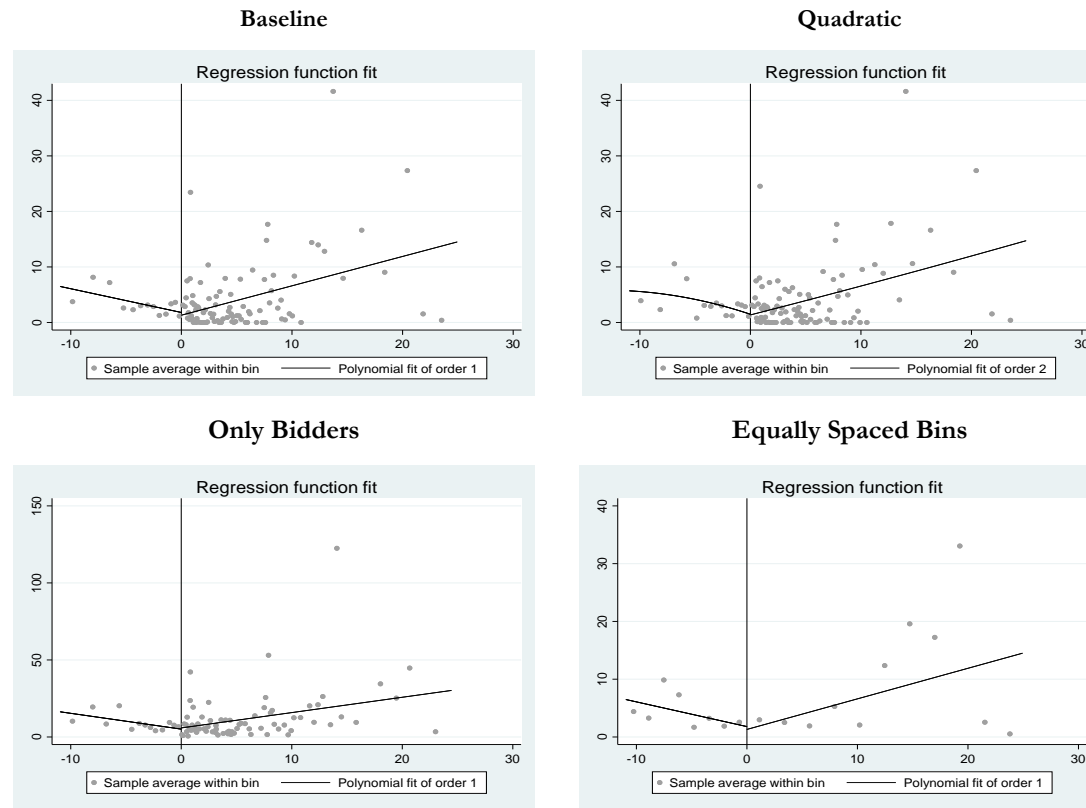 Baseline
Regression function fit
40
30
20
10
0
-10 0 10 20 30
Sample average within bin Polynomial fit of order 1
Quadratic
Regression function fit
40
30
20
10
0
-10 0 10 20 30
Sample average within bin Polynomial fit of order 2
Only Bidders
Regression function fit
150
100
50
0
-10 0 10 20 30
Sample average within bin Polynomial fit of order 1
Equally Spaced Bins
Regression function fit
40
30
20
10
0
-10 0 10 20 30
Sample average within bin Polynomial fit of order 1